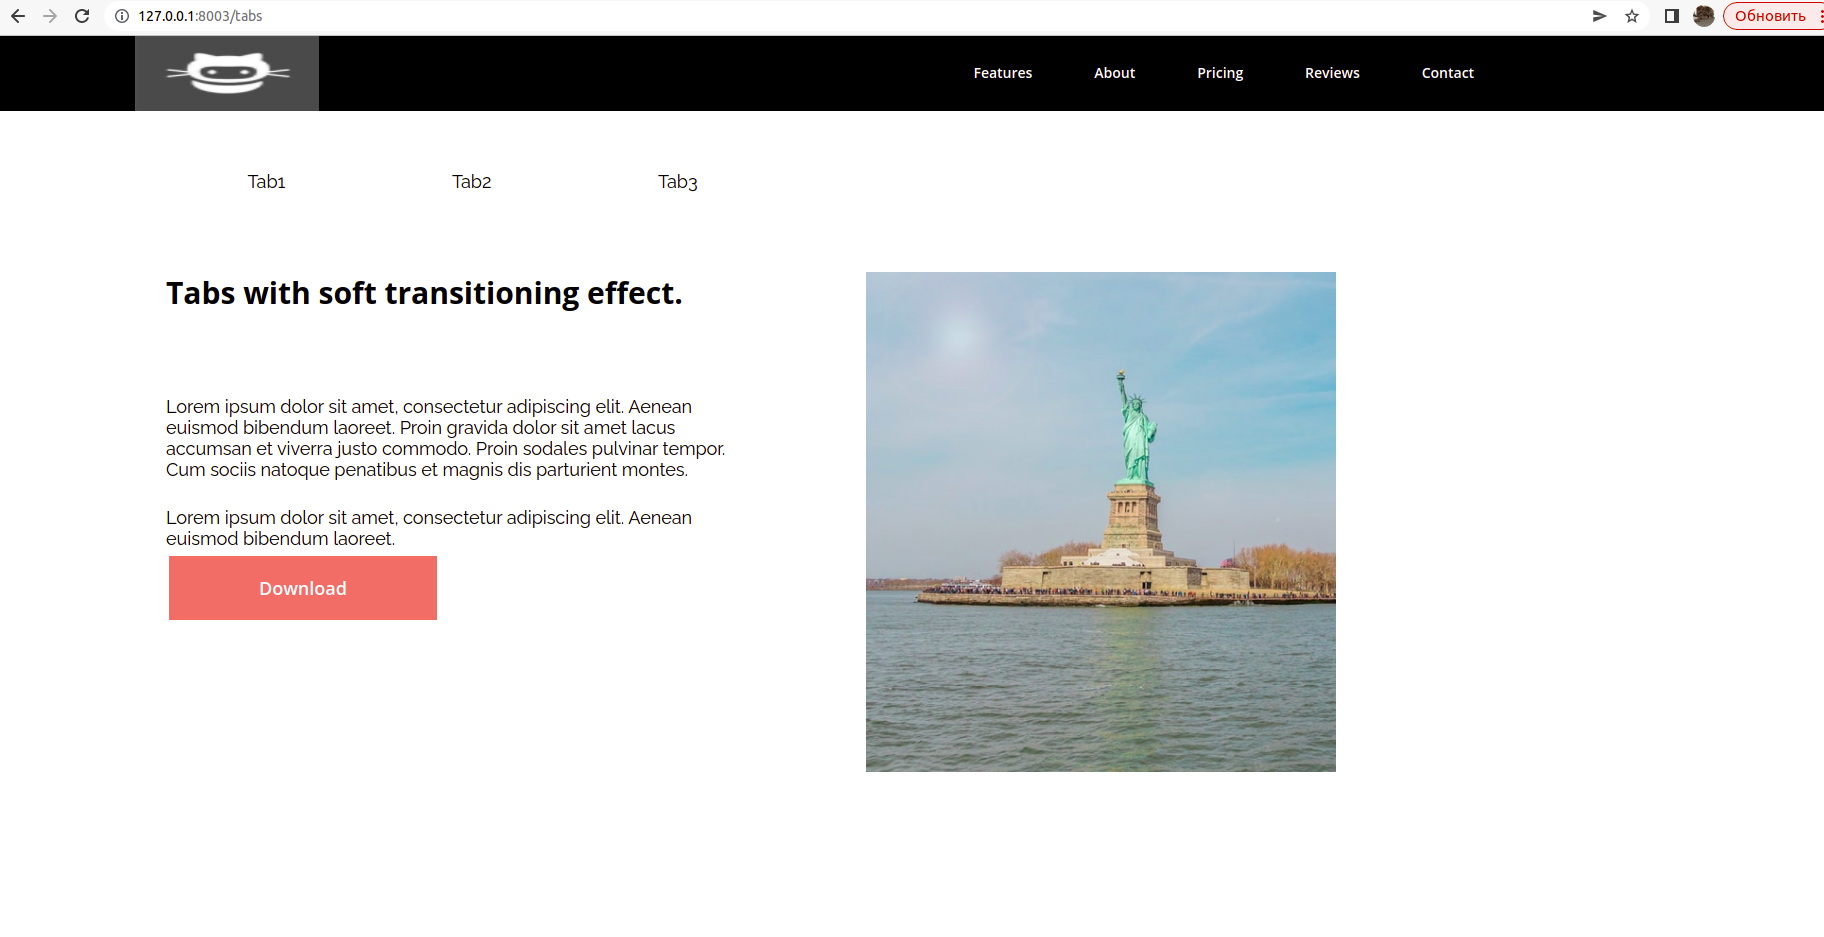 127.0.0.1:8003/tabs
Обновить
Features About Pricing Reviews Contact
Tab1 Tab2 Tab3
Tabs with soft transitioning effect.
Lorem ipsum dolor sit amet, consectetur adipiscing elit. Aenean
euismod bibendum laoreet. Proin gravida dolor sit amet lacus
accumsan et viverra justo commodo. Proin sodales pulvinar tempor.
Cum sociis natoque penatibus et magnis dis parturient montes.
Lorem ipsum dolor sit amet, consectetur adipiscing elit. Aenean
euismod bibendum laoreet.
Download